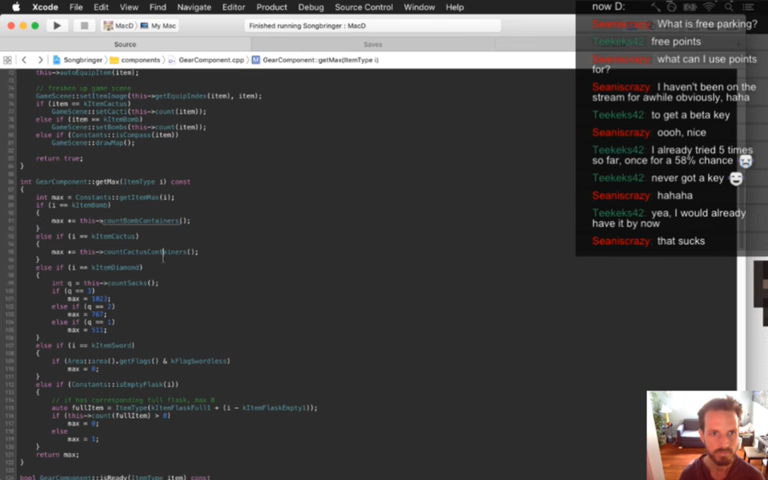 Xcode File Edit View Find Navigate Editor Product Debug Source Control Window Help
now D:
MacD My Mac
Finished running Songbringer : MacD
Source
Saves
Songbringer components GearComponent.cpp GearComponent::getMax(ItemType i)
this->autoEquipItem(item);
// freshen up game scene
GameScene::setItemImage(this->getEquipIndex(item), item);
if (item == kItemCactus)
GameScene::setCacti(this->count(item));
else if (item == kItemBomb)
GameScene::setBombs(this->count(item));
else if (Constants::isCompass(item))
GameScene::drawMap();
return true;
}
int GearComponent::getMax(ItemType i) const
{
int max = Constants::getItemMax(i);
if (i == kItemBomb)
{
max *= this->countBombContainers();
}
else if (i == kItemCactus)
{
max *= this->countCactusContainers();
}
else if (i == kItemDiamond)
{
int q = this->countSacks();
if (q == 3)
max = 1023;
else if (q == 2)
max = 767;
else if (q == 1)
max = 511;
}
else if (i == kItemSword)
{
if (Area::area().getFlags() & kFlagSwordless)
max = 0;
}
else if (Constants::isEmptyFlask(i))
{
// if has corresponding full flask, max 0
auto fullItem = ItemType(kItemFlaskFull1 + (i - kItemFlaskEmpty1));
if (this->count(fullItem) > 0)
max = 0;
else
max = 1;
}
return max;
}
bool GearComponent::isReady(ItemType item) const
Seaniscrazy: What is free parking?
Teekeks42: free points
Seaniscrazy: what can I use points
for?
Seaniscrazy: I haven't been on the
stream for awhile obviously, haha
Teekeks42: to get a beta key
Seaniscrazy: oooh, nice
Teekeks42: I already tried 5 times
so far, once for a 58% chance
Teekeks42: never got a key
Seaniscrazy: hahaha
Teekeks42: yea, I would already
have it by now
Seaniscrazy: that sucks